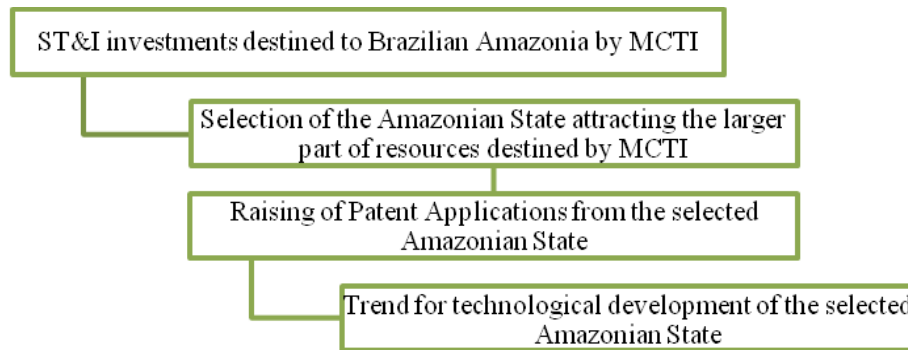 ST&I investments destined to Brazilian Amazonia by MCTI
Selection of the Amazonian State attracting the larger
part of resources destined by MCTI
Raising of Patent Applications from the selected
Amazonian State
Trend for technological development of the selected
Amazonian State